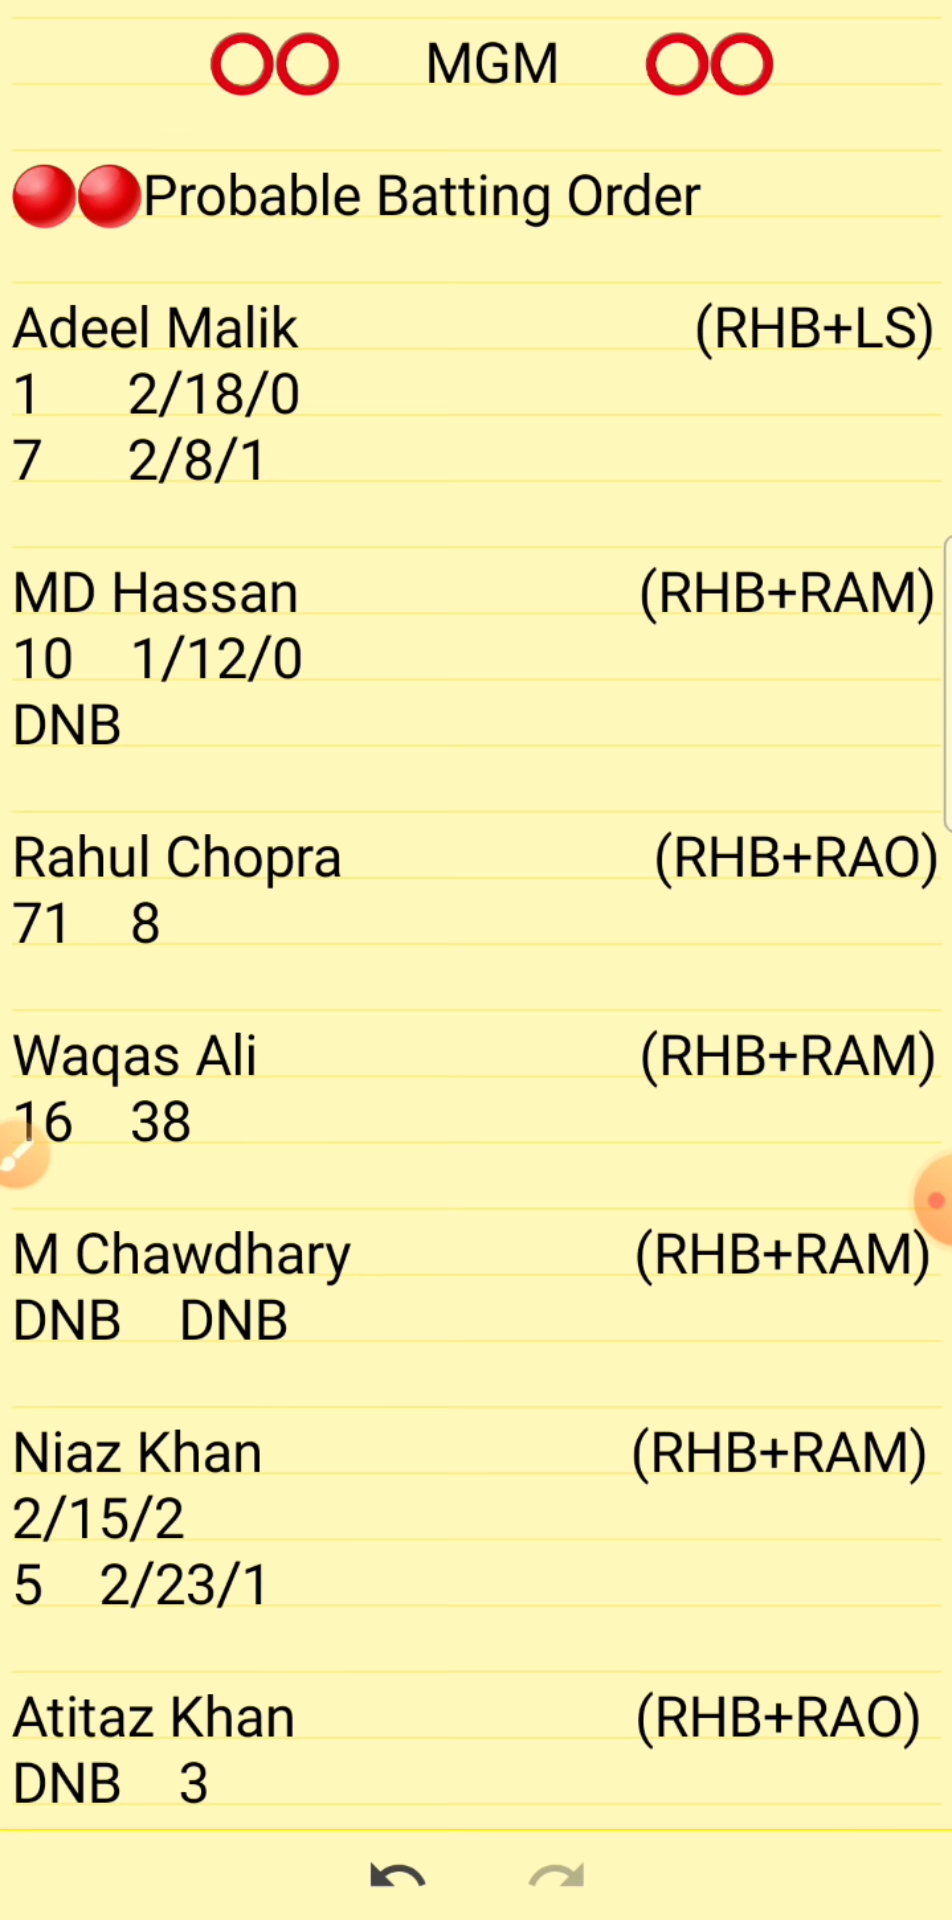 ⭕⭕ MGM ⭕⭕
🔴🔴Probable Batting Order
Adeel Malik (RHB+LS)
1 2/18/0
7 2/8/1
MD Hassan (RHB+RAM)
10 1/12/0
DNB
Rahul Chopra (RHB+RAO)
71 8
Waqas Ali (RHB+RAM)
16 38
M Chawdhary (RHB+RAM)
DNB DNB
Niaz Khan (RHB+RAM)
2/15/2
5 2/23/1
Atitaz Khan (RHB+RAO)
DNB 3